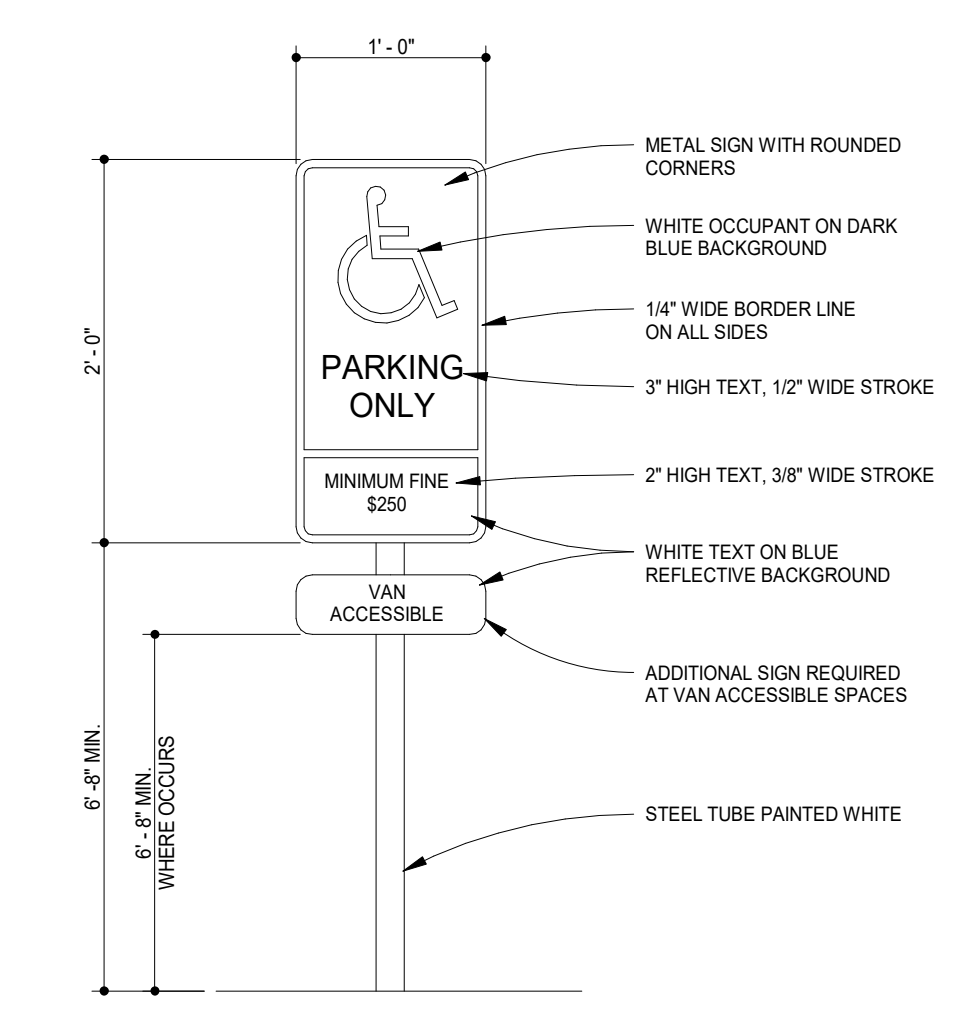 1' - 0"
METAL SIGN WITH ROUNDED
CORNERS
WHITE OCCUPANT ON DARK
BLUE BACKGROUND
1/4" WIDE BORDER LINE
ON ALL SIDES
2' - 0"
PARKING
ONLY
3" HIGH TEXT, 1/2" WIDE STROKE
MINIMUM FINE
$250
2" HIGH TEXT, 3/8" WIDE STROKE
WHITE TEXT ON BLUE
REFLECTIVE BACKGROUND
VAN
ACCESSIBLE
ADDITIONAL SIGN REQUIRED
AT VAN ACCESSIBLE SPACES
6' -8" MIN.
6' - 8" MIN.
WHERE OCCURS
STEEL TUBE PAINTED WHITE